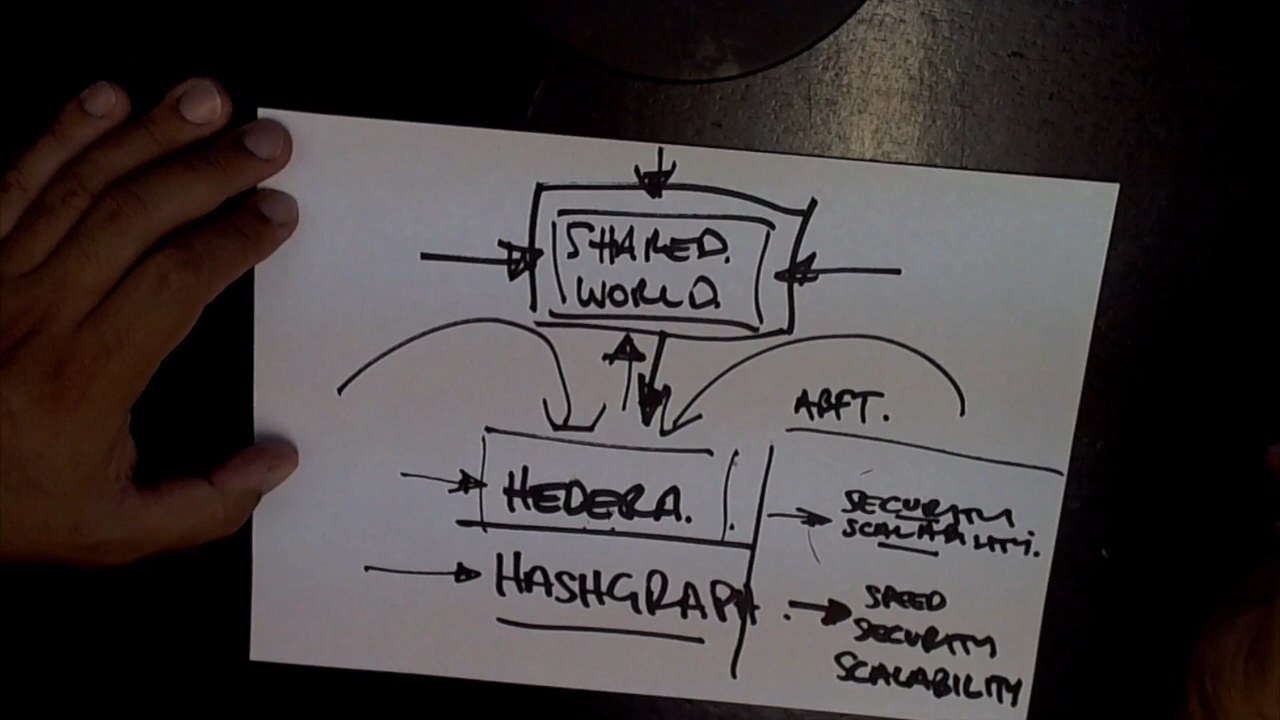 SHARED.
WORLD.
ABFT.
HEDERA.
SECURITY.
SCALABILITY.
HASHGRAPH.
SPEED
SECURITY
SCALABILITY